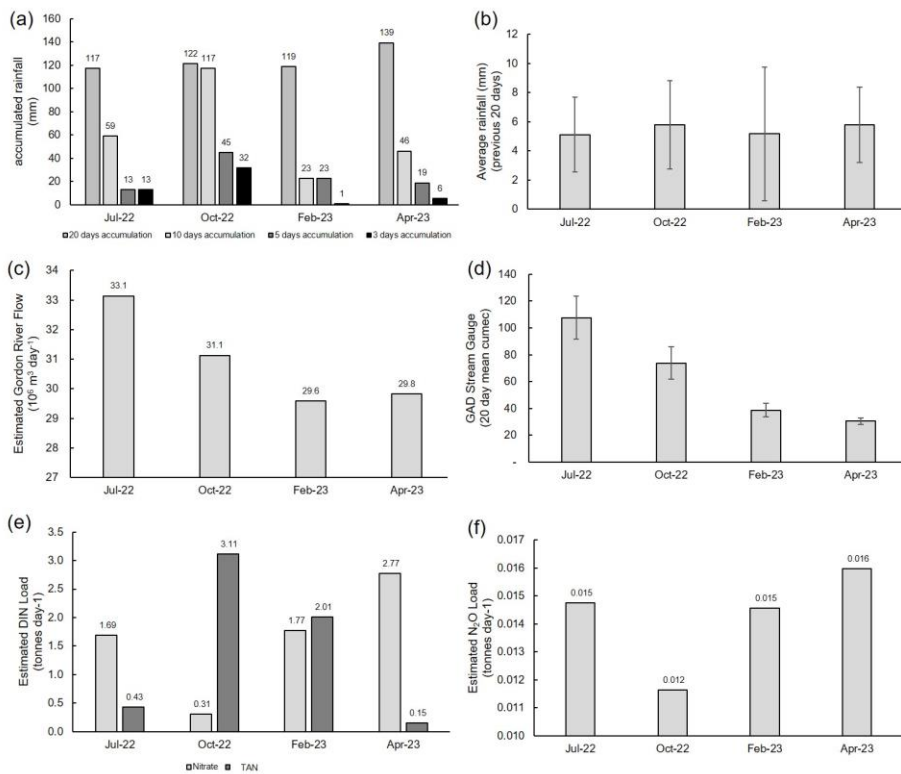 (a)
accumulated rainfall
(mm)
160
140
120
100
80
60
40
20
0
117
59
13
13
122
117
45
32
119
23
23
1
139
46
19
6
Jul-22
Oct-22
Feb-23
Apr-23
20 days accumulation
10 days accumulation
5 days accumulation
3 days accumulation
(b)
Average rainfall (mm)
(previous 20 days)
12
10
8
6
4
2
0
Jul-22
Oct-22
Feb-23
Apr-23
(c)
Estimated Gordon River Flow
(10⁶ m³ day⁻¹)
34
33
32
31
30
29
28
27
33.1
31.1
29.6
29.8
Jul-22
Oct-22
Feb-23
Apr-23
(d)
GAD Stream Gauge
(20 day mean cumec)
140
120
100
80
60
40
20
-
Jul-22
Oct-22
Feb-23
Apr-23
(e)
Estimated DIN Load
(tonnes day-1)
3.5
3.0
2.5
2.0
1.5
1.0
0.5
0.0
1.69
0.43
0.31
3.11
1.77
2.01
2.77
0.15
Jul-22
Oct-22
Feb-23
Apr-23
Nitrate
TAN
(f)
Estimated N₂O Load
(tonnes day-1)
0.017
0.016
0.015
0.014
0.013
0.012
0.011
0.010
0.015
0.012
0.015
0.016
Jul-22
Oct-22
Feb-23
Apr-23